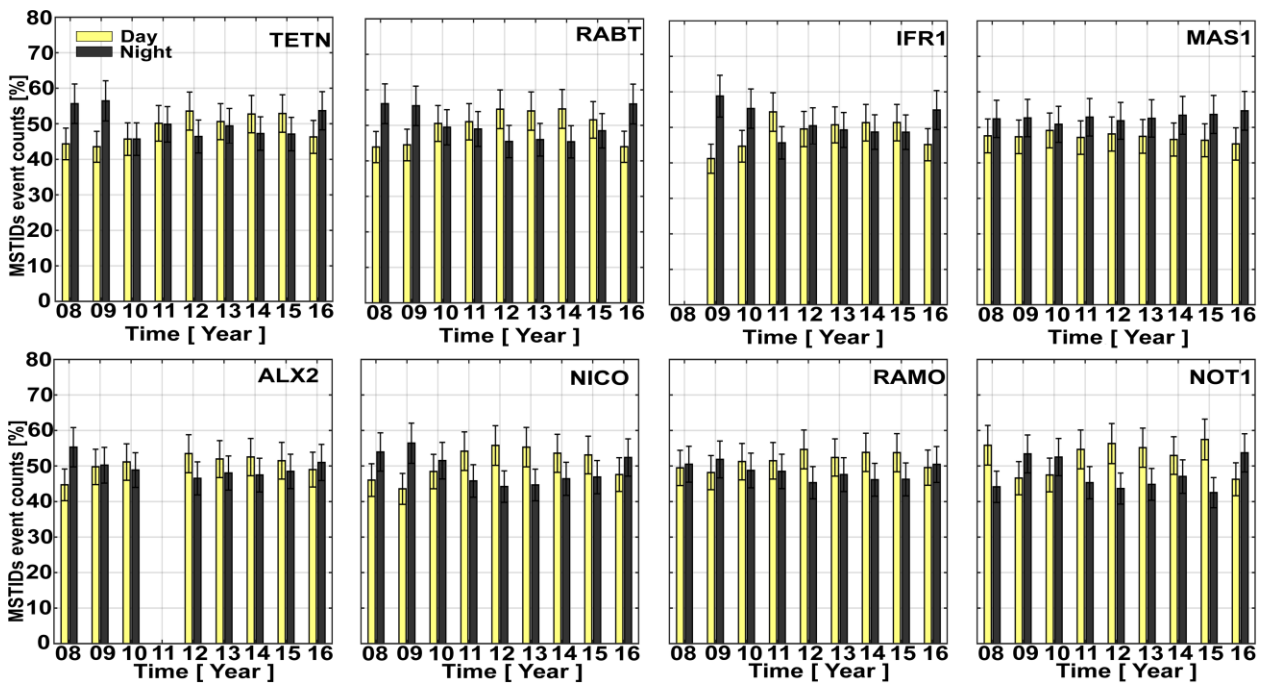 MSTIDs event counts [%]
80
70
60
50
40
30
20
10
0
Day
Night
TETN
08 09 10 11 12 13 14 15 16
Time [ Year ]
RABT
08 09 10 11 12 13 14 15 16
Time [ Year ]
IFR1
08 09 10 11 12 13 14 15 16
Time [ Year ]
MAS1
08 09 10 11 12 13 14 15 16
Time [ Year ]
MSTIDs event counts [%]
80
70
60
50
40
30
20
10
0
ALX2
08 09 10 11 12 13 14 15 16
Time [ Year ]
NICO
08 09 10 11 12 13 14 15 16
Time [ Year ]
RAMO
08 09 10 11 12 13 14 15 16
Time [ Year ]
NOT1
08 09 10 11 12 13 14 15 16
Time [ Year ]